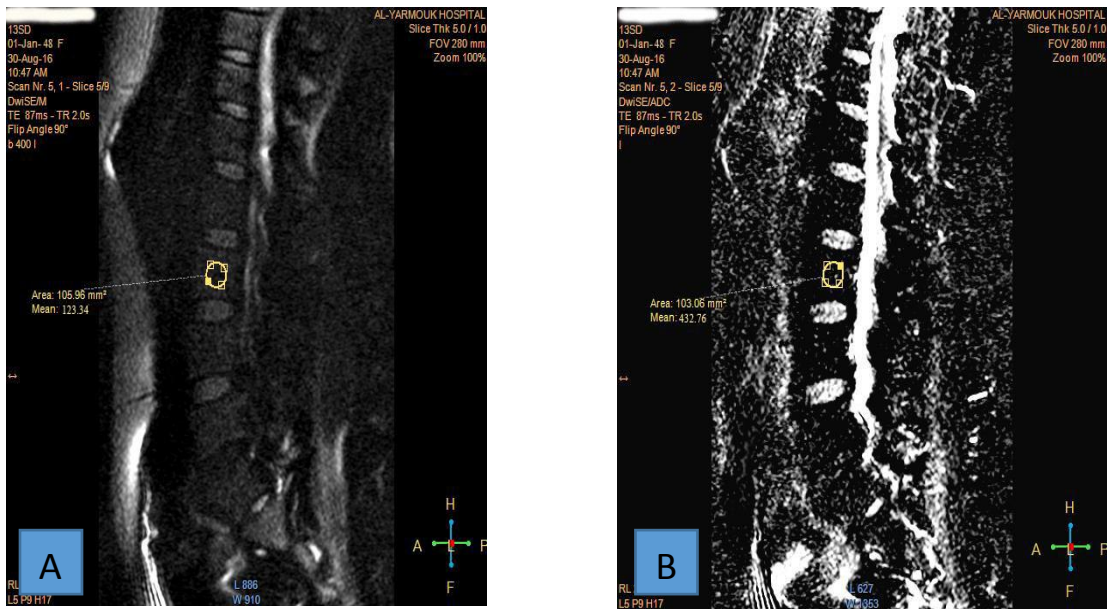 13SD
01-Jan- 48 F
30-Aug-16
10:47 AM
Scan Nr. 5, 1 - Slice 5/9
DwiSE/M
TE 87ms - TR 2.0s
Flip Angle 90°
b 400 I
AL-YARMOUK HOSPITAL
Slice Thk 5.0 / 1.0
FOV 280 mm
Zoom 100%
Area: 105.96 mm²
Mean: 123.34
A
H
A L P
F
RL
L5 P9 H17
L 886
W 910
13SD
01-Jan- 48 F
30-Aug-16
10:47 AM
Scan Nr. 5, 2 - Slice 5/9
DwiSE/ADC
TE 87ms - TR 2.0s
Flip Angle 90°
I
AL-YARMOUK HOSPITAL
Slice Thk 5.0 / 1.0
FOV 280 mm
Zoom 100%
Area: 103.06 mm²
Mean: 432.76
B
H
A L P
F
RL
L5 P9 H17
L 627
W 1353